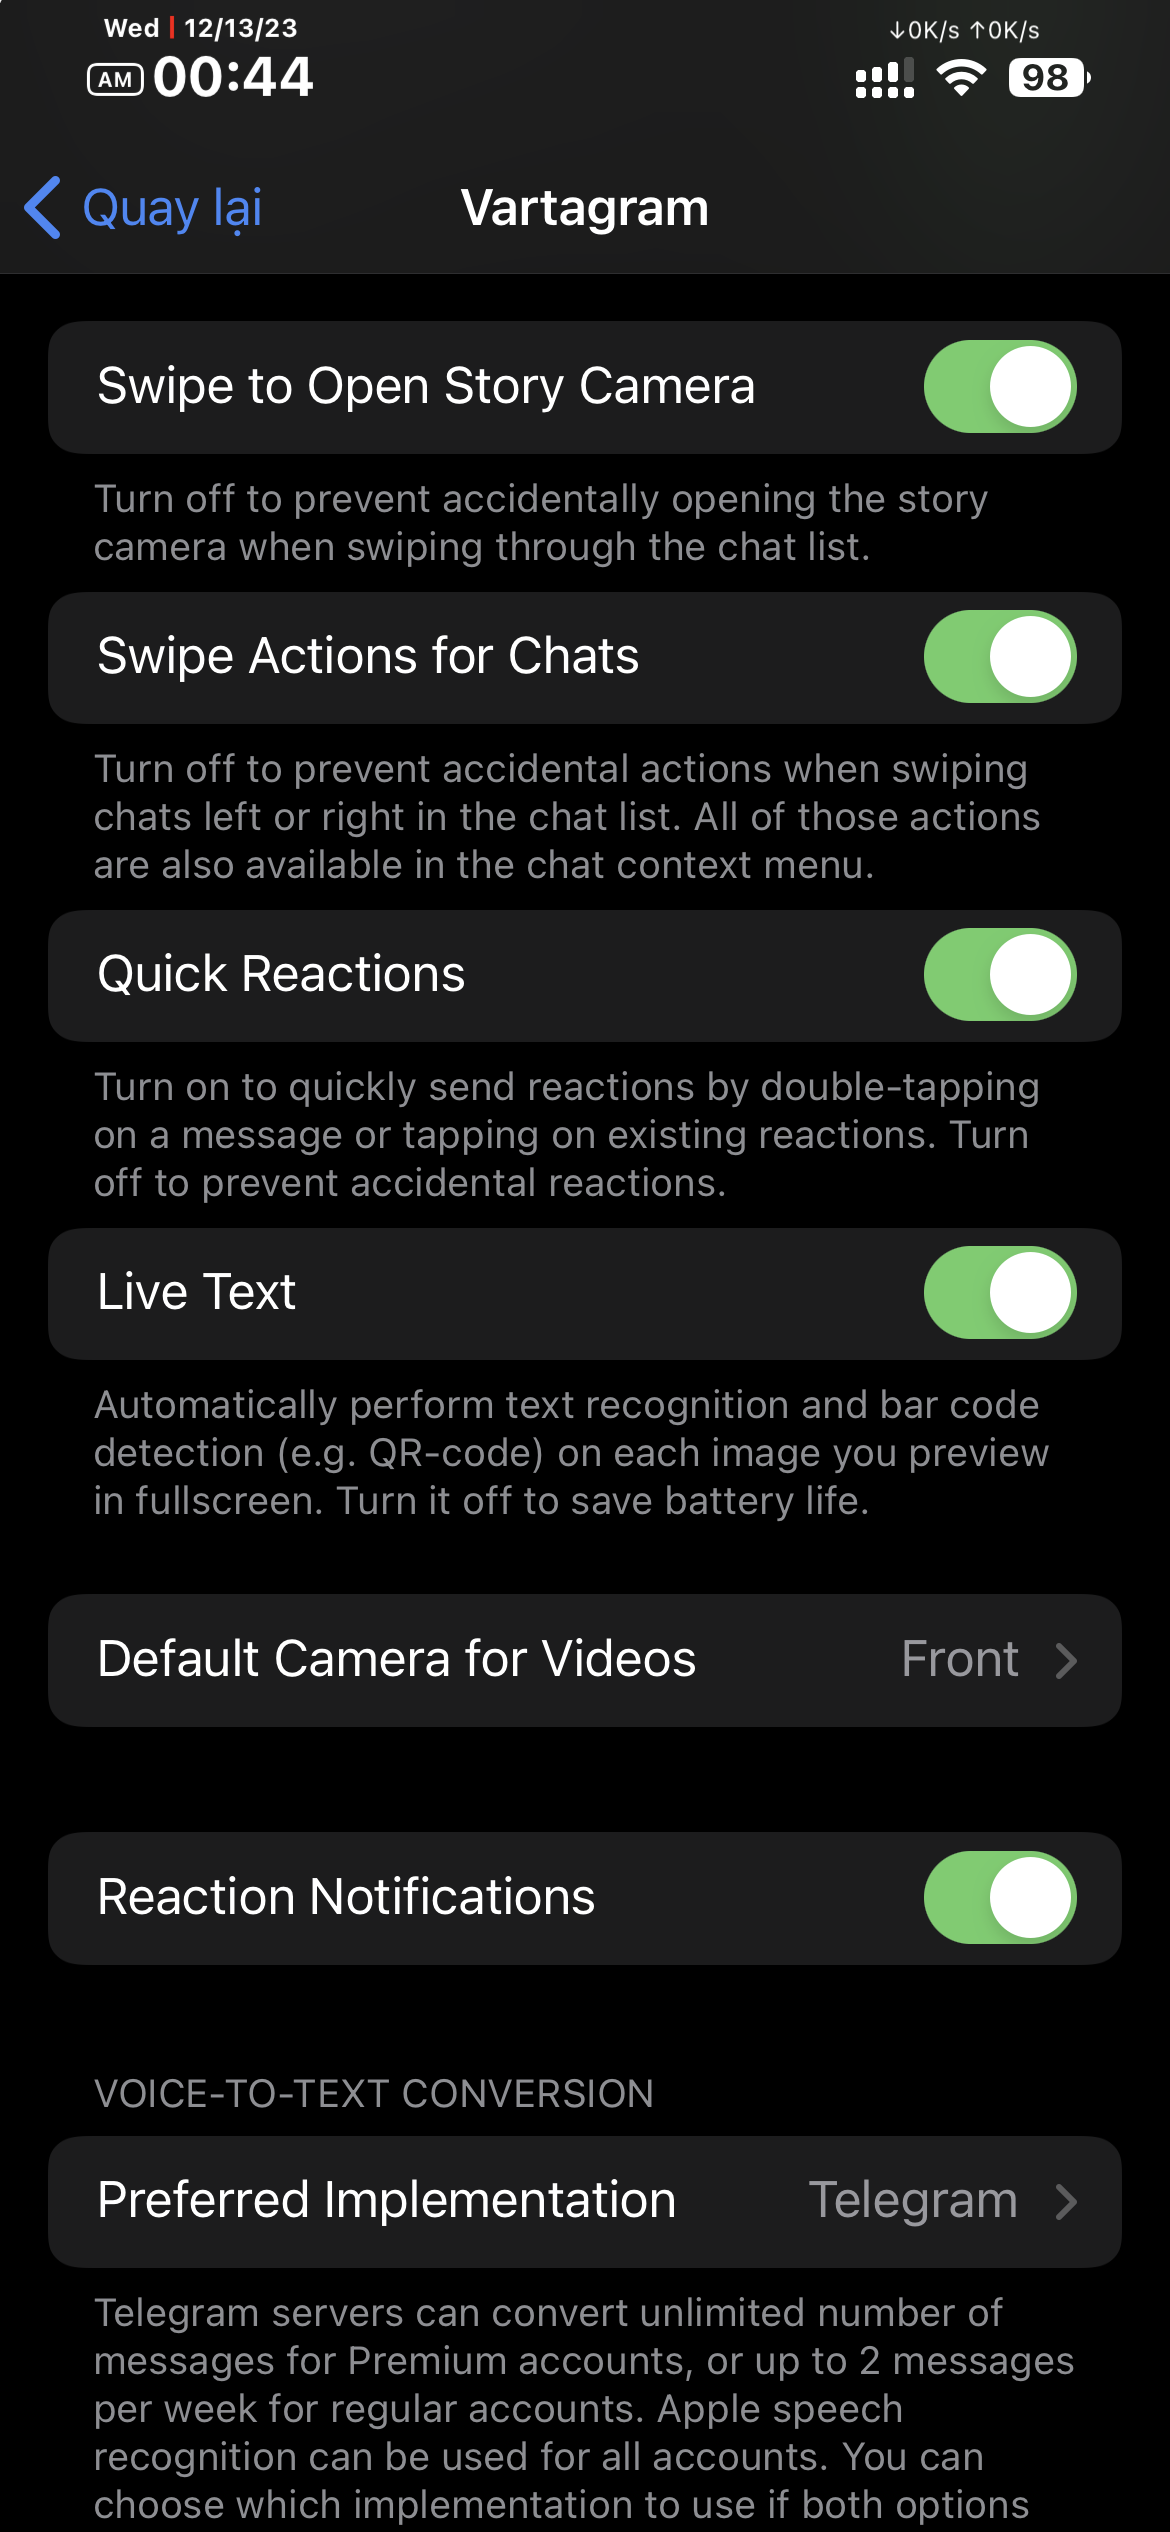 Wed | 12/13/23
↓0K/s ↑0K/s
AM 00:44
98
Quay lại
Vartagram
Swipe to Open Story Camera
Turn off to prevent accidentally opening the story
camera when swiping through the chat list.
Swipe Actions for Chats
Turn off to prevent accidental actions when swiping
chats left or right in the chat list. All of those actions
are also available in the chat context menu.
Quick Reactions
Turn on to quickly send reactions by double-tapping
on a message or tapping on existing reactions. Turn
off to prevent accidental reactions.
Live Text
Automatically perform text recognition and bar code
detection (e.g. QR-code) on each image you preview
in fullscreen. Turn it off to save battery life.
Default Camera for Videos Front
Reaction Notifications
VOICE-TO-TEXT CONVERSION
Preferred Implementation Telegram
Telegram servers can convert unlimited number of
messages for Premium accounts, or up to 2 messages
per week for regular accounts. Apple speech
recognition can be used for all accounts. You can
choose which implementation to use if both options